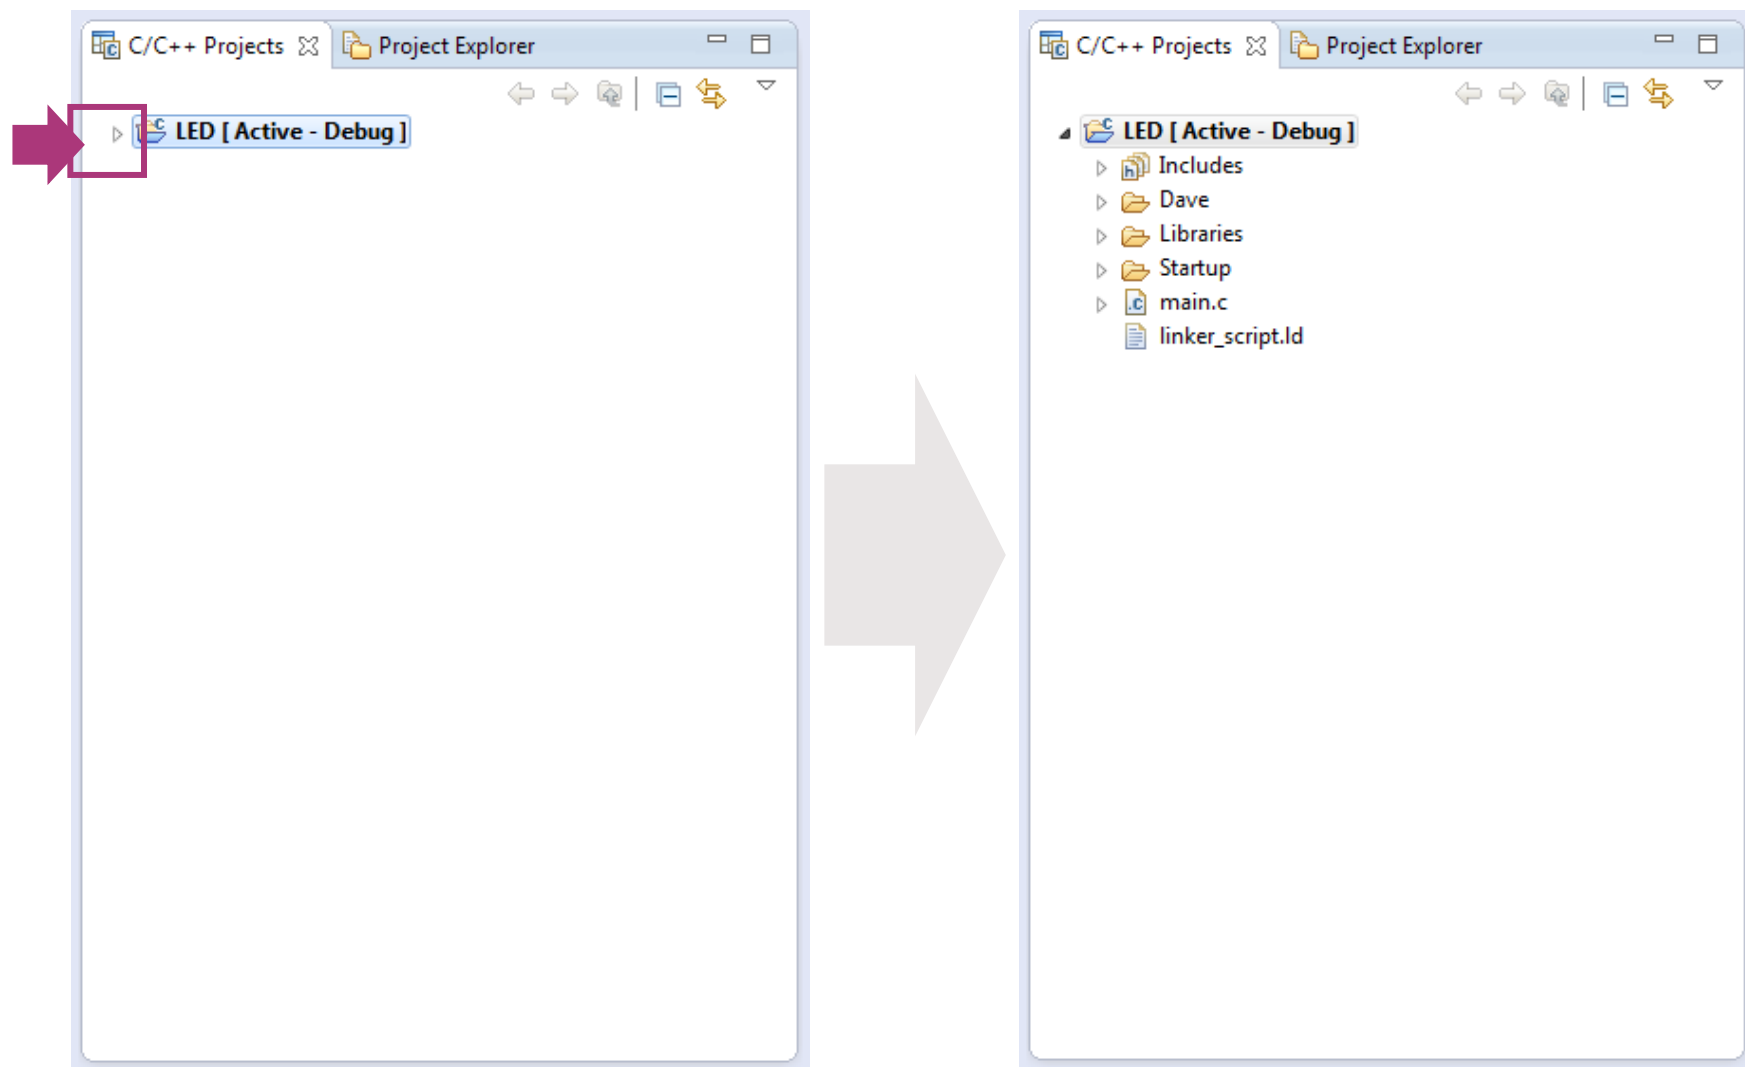 C/C++ Projects Project Explorer
LED [ Active - Debug ]
C/C++ Projects Project Explorer
LED [ Active - Debug ]
Includes
Dave
Libraries
Startup
main.c
linker_script.ld